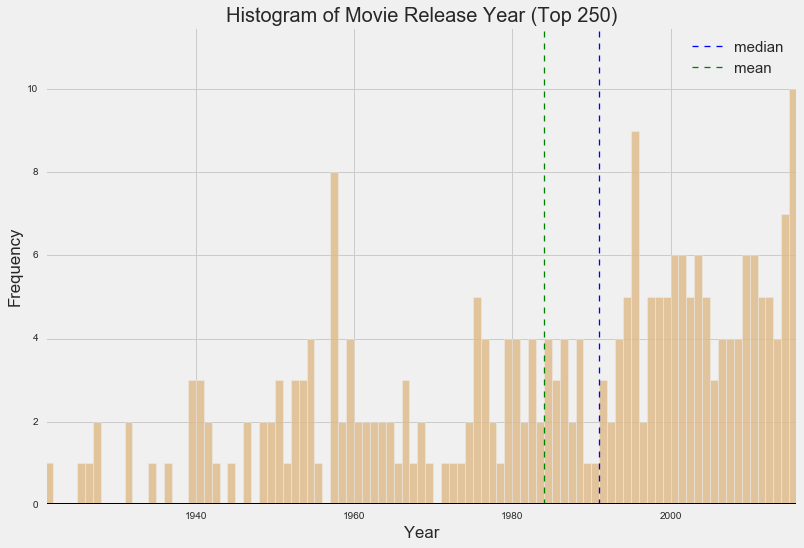 Histogram of Movie Release Year (Top 250)
median
mean
10
8
6
4
2
0
Frequency
1940
1960
1980
2000
Year